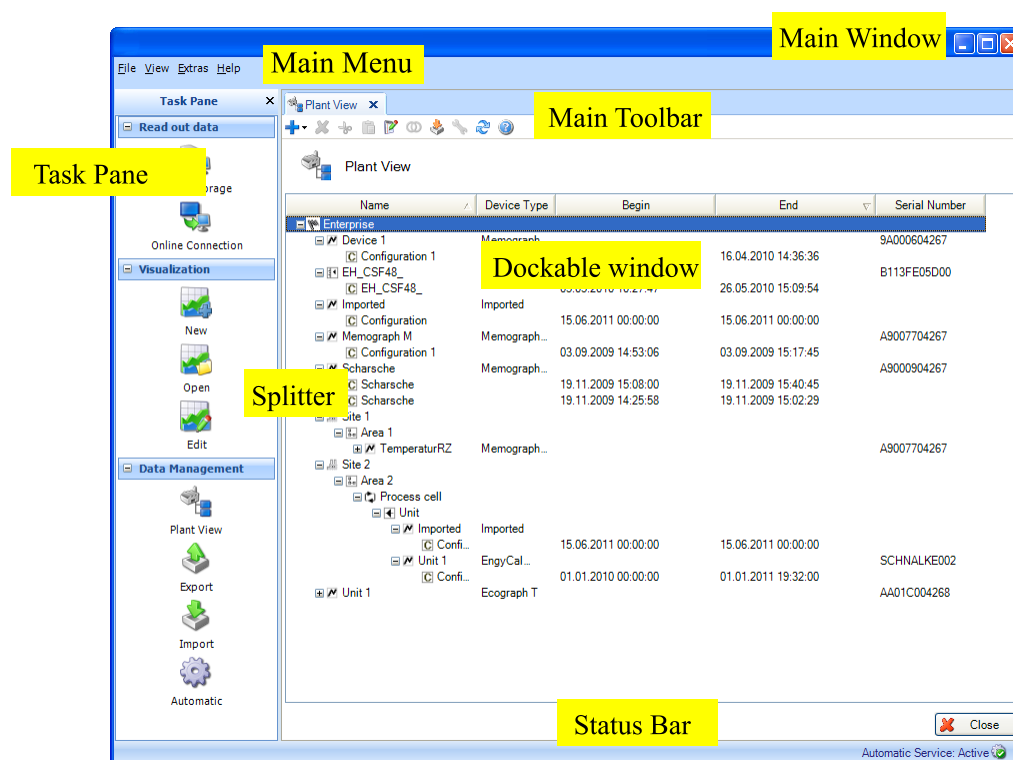 Main Window
File View Extras Help
Main Menu
Task Pane
Plant View
Main Toolbar
Read out data
Task Pane
Plant View
orage
Name Device Type Begin End Serial Number
Enterprise
Device 1 Memograph 9A000604267
Configuration 1 16.04.2010 14:36:36
Dockable window
Online Connection
EH_CSF48_ B113FE05D00
Visualization
EH_CSF48_ 26.05.2010 15:09:54
Imported Imported
Configuration 15.06.2011 00:00:00 15.06.2011 00:00:00
New
Memograph M Memograph... A9007704267
Configuration 1 03.09.2009 14:53:06 03.09.2009 15:17:45
Scharsche Memograph... A9000904267
Open
Splitter
Scharsche 19.11.2009 15:08:00 19.11.2009 15:40:45
Scharsche 19.11.2009 14:25:58 19.11.2009 15:02:29
Site 1
Area 1
Edit
TemperaturRZ Memograph... A9007704267
Site 2
Data Management
Area 2
Process cell
Unit
Plant View
Imported Imported
Confi... 15.06.2011 00:00:00 15.06.2011 00:00:00
Unit 1 EngyCal... SCHNALKE002
Confi... 01.01.2010 00:00:00 01.01.2011 19:32:00
Export
Unit 1 Ecograph T AA01C004268
Import
Automatic
Status Bar
Close
Automatic Service: Active